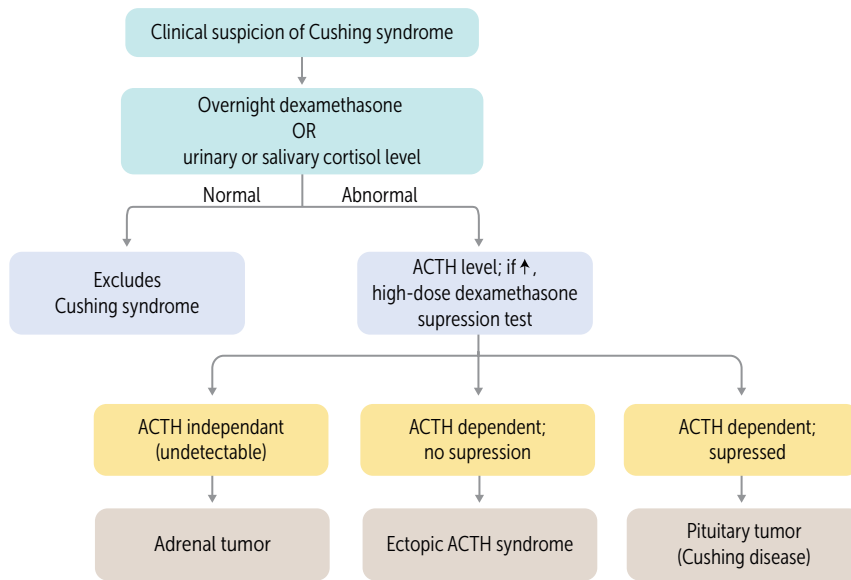 Clinical suspicion of Cushing syndrome
Overnight dexamethasone
OR
urinary or salivary cortisol level
Normal
Abnormal
Excludes
Cushing syndrome
ACTH level; if ↑,
high-dose dexamethasone
supression test
ACTH independant
(undetectable)
ACTH dependent;
no supression
ACTH dependent;
supressed
Adrenal tumor
Ectopic ACTH syndrome
Pituitary tumor
(Cushing disease)